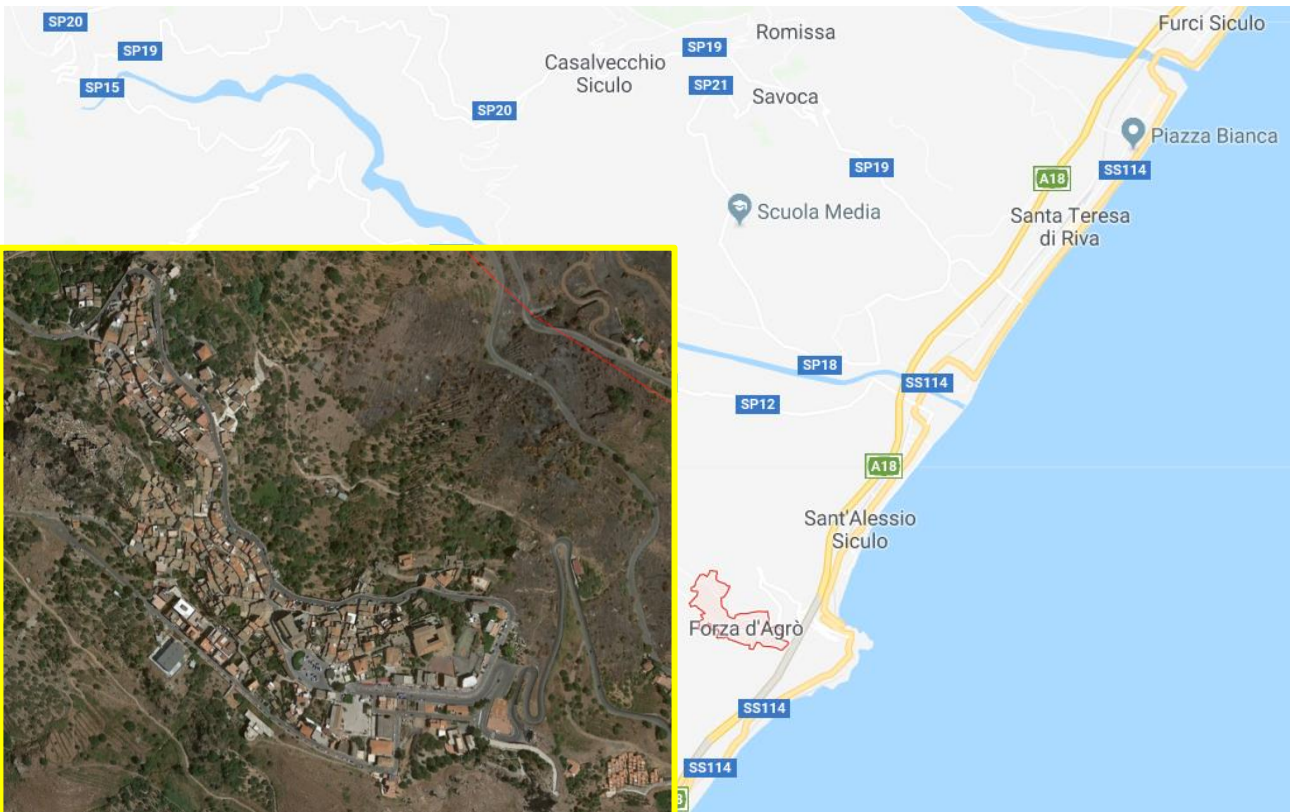 SP20
Furci Siculo
SP19
Romissa
SP19
Casalvecchio
Siculo
SP15
SP21
Savoca
SP20
Piazza Bianca
SP19
SS114
A18
Scuola Media
Santa Teresa
di Riva
SP18
SS114
SP12
A18
Sant'Alessio
Siculo
Forza d'Agrò
SS114
SS114